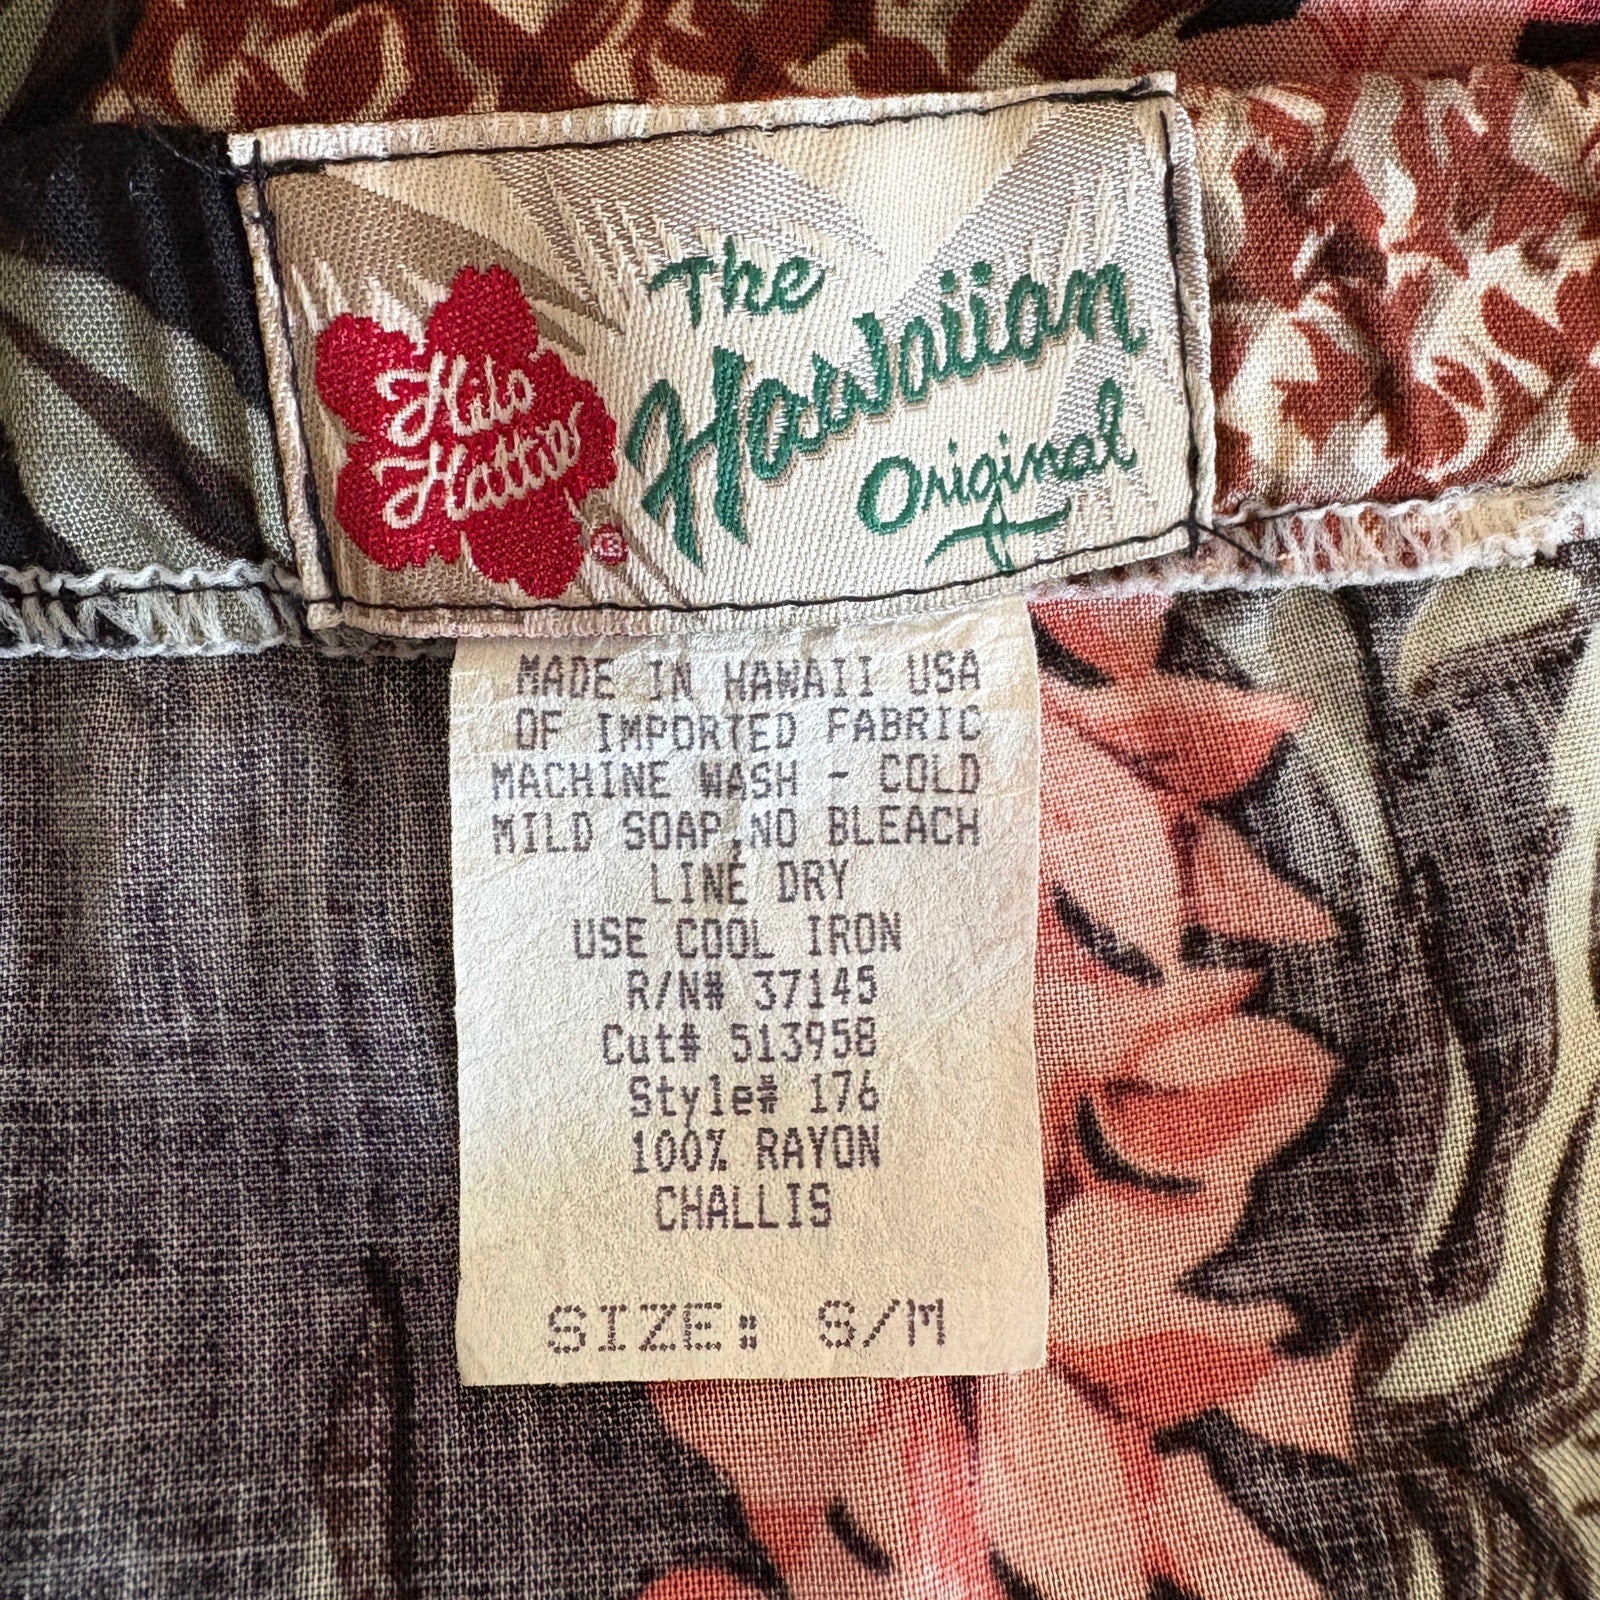 Hilo
Hattie
®
The
Hawaiian
Original
MADE IN HAWAII USA
OF IMPORTED FABRIC
MACHINE WASH - COLD
MILD SOAP,NO BLEACH
LINE DRY
USE COOL IRON
R/N# 37145
Cut# 513958
Style# 176
100% RAYON
CHALLIS
SIZE: S/M